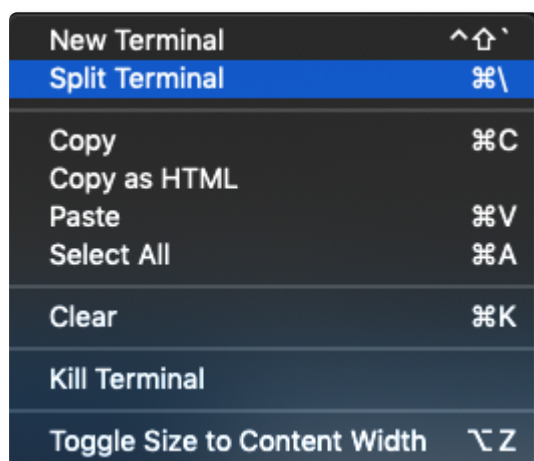 New Terminal ^⇧`
Split Terminal ⌘\
Copy ⌘C
Copy as HTML
Paste ⌘V
Select All ⌘A
Clear ⌘K
Kill Terminal
Toggle Size to Content Width ⌥Z